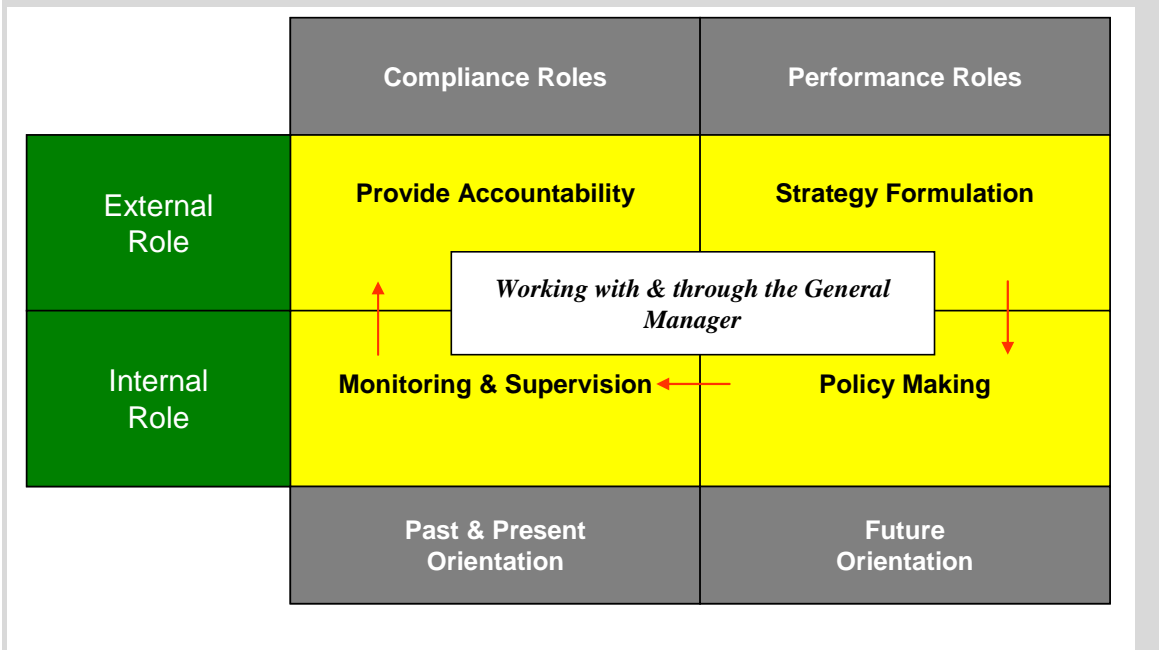 Compliance Roles
Performance Roles
External
Role
Provide Accountability
Strategy Formulation
Working with & through the General
Manager
Internal
Role
Monitoring & Supervision
Policy Making
Past & Present
Orientation
Future
Orientation